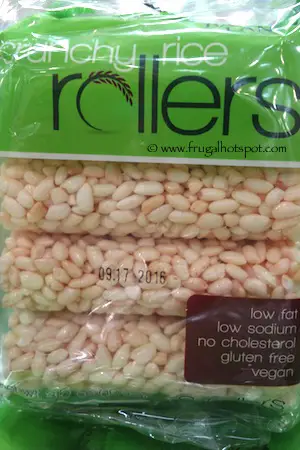 crunchy rice
rollers
www.frugalhotspot.com
09.17 2016
low fat
low sodium
no cholesterol
gluten free
vegan